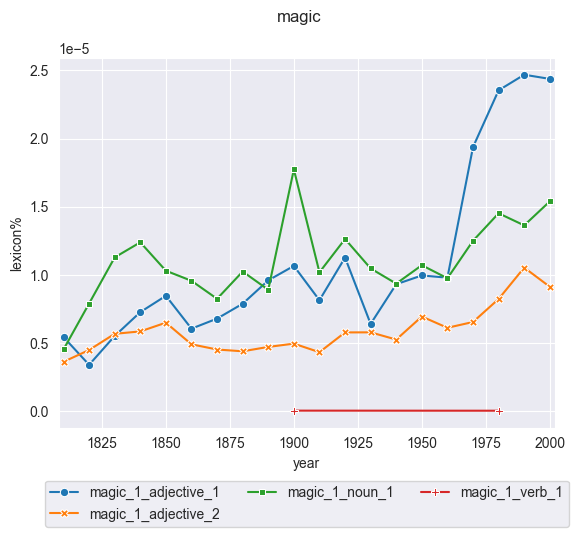 magic
1e−5
2.5
2.0
1.5
1.0
0.5
0.0
lexicon%
1825 1850 1875 1900 1925 1950 1975 2000
year
magic_1_adjective_1 magic_1_noun_1 magic_1_verb_1
magic_1_adjective_2